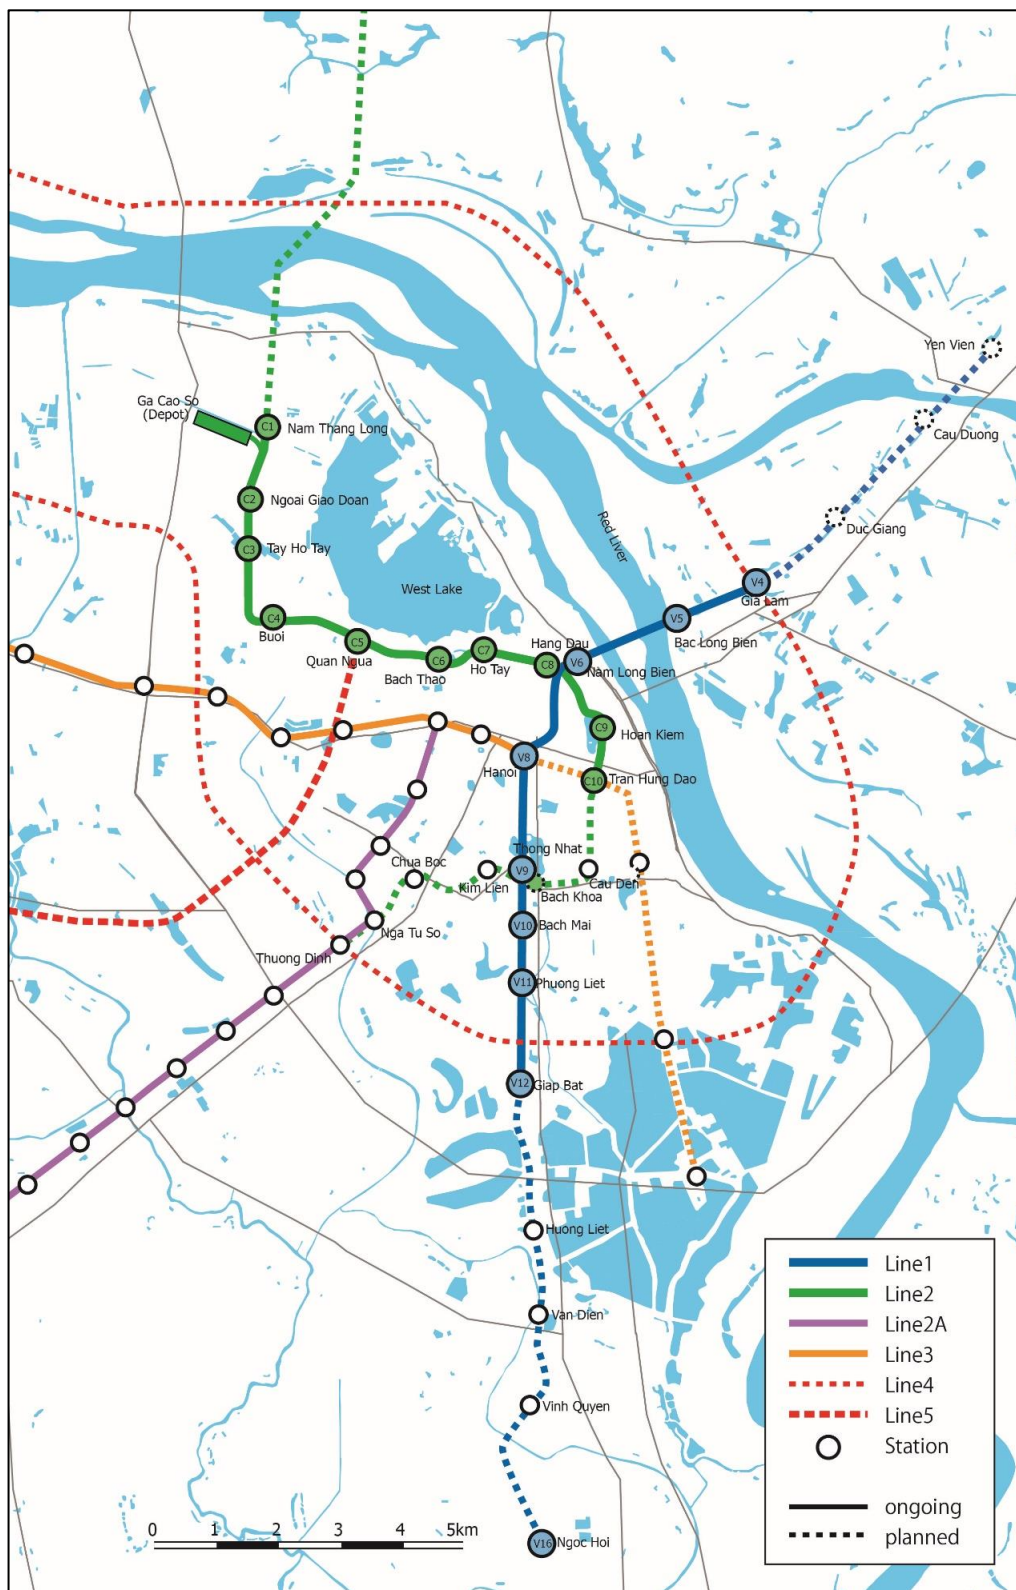 Yen Vien
Ga Cao So
(Depot)
C1
Nam Thang Long
Cau Duong
C2
Ngoai Giao Doan
Duc Giang
Red Liver
C3
Tay Ho Tay
West Lake
V4
Gia Lam
C4
Buoi
V5
Bac Long Bien
C5
Quan Ngua
Hang Dau
C6
Bach Thao
C7
Ho Tay
C8
V6
Nam Long Bien
C9
Hoan Kiem
V8
Hanoi
C10
Tran Hung Dao
Thong Nhat
Chua Boc
Kim Lien
V9
Cau Den
Bach Khoa
Nga Tu So
V10
Bach Mai
Thuong Dinh
V11
Phuong Liet
V12
Giap Bat
Huong Liet
Van Dien
Vinh Quyen
V16
Ngoc Hoi
0 1 2 3 4 5km
Line1
Line2
Line2A
Line3
Line4
Line5
Station
ongoing
planned